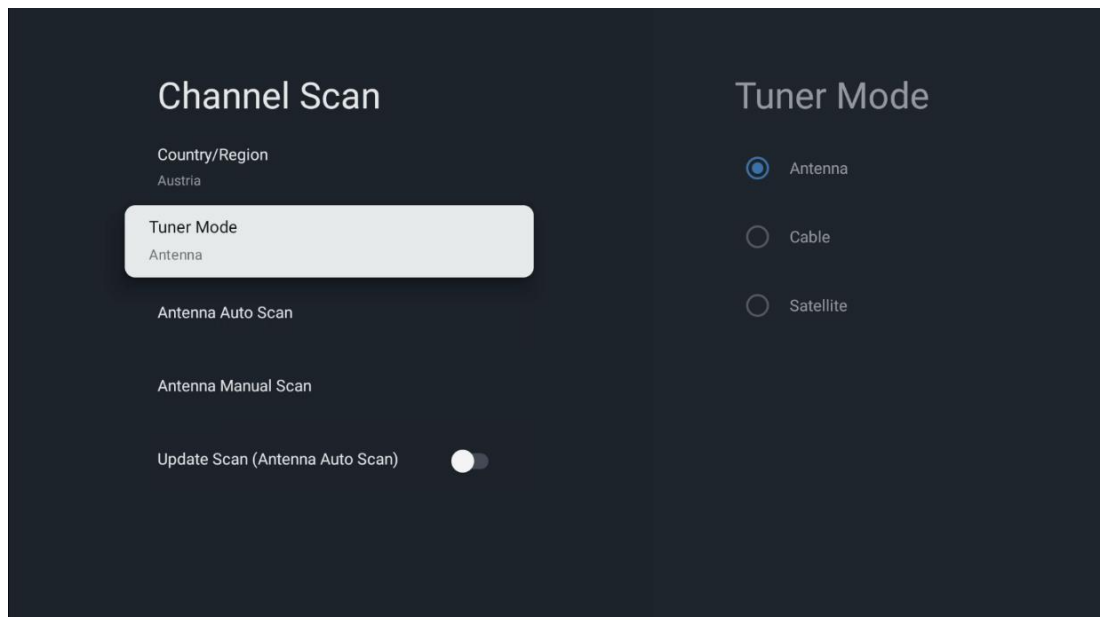 Channel Scan
Country/Region
Austria
Tuner Mode
Antenna
Antenna Auto Scan
Antenna Manual Scan
Update Scan (Antenna Auto Scan)
Tuner Mode
Antenna
Cable
Satellite